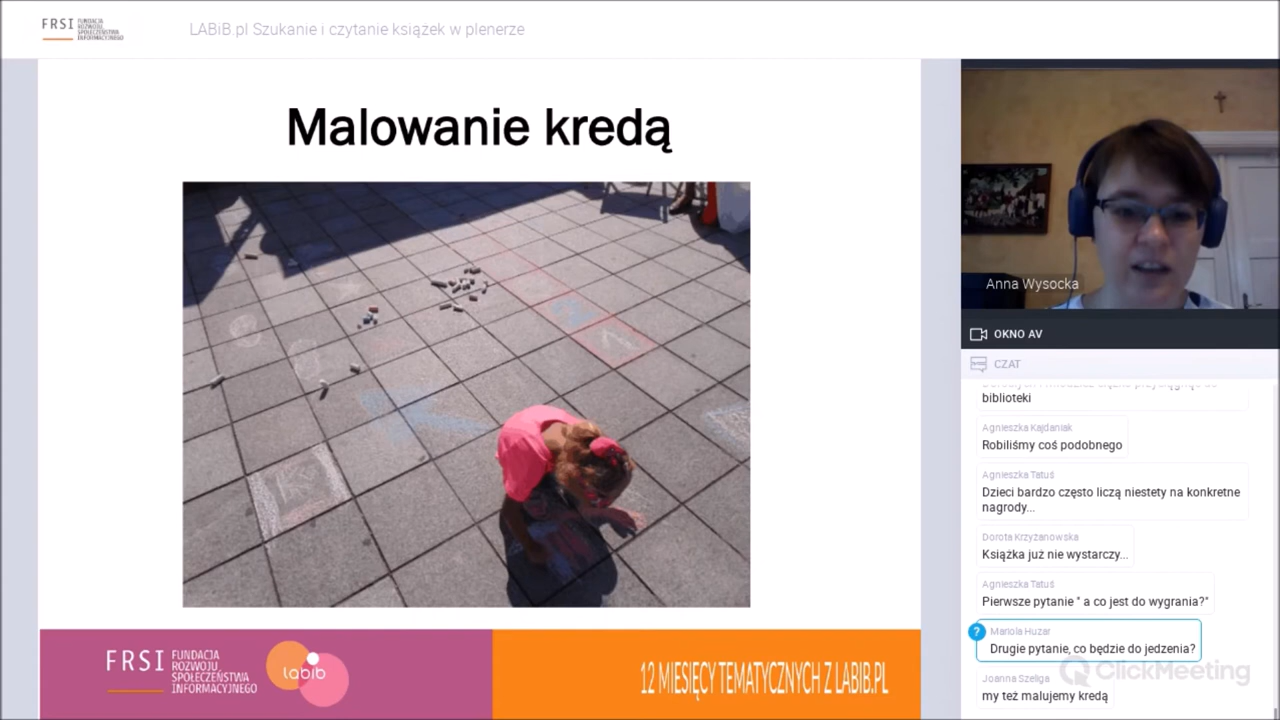 FRSI
FUNDACJA
ROZWOJU
SPOŁECZEŃSTWA
INFORMACYJNEGO
LABiB.pl Szukanie i czytanie książek w plenerze
Malowanie kredą
FRSI
FUNDACJA
ROZWOJU
SPOŁECZEŃSTWA
INFORMACYJNEGO
labib
12 MIESIĘCY TEMATYCZNYCH Z LABIB.PL
Anna Wysocka
OKNO AV
CZAT
biblioteki
Agnieszka Kajdaniak
Robiliśmy coś podobnego
Agnieszka Tatuś
Dzieci bardzo często liczą niestety na konkretne
nagrody...
Dorota Krzyżanowska
Książka już nie wystarczy...
Agnieszka Tatuś
Pierwsze pytanie " a co jest do wygrania?"
?
Mariola Huzar
Drugie pytanie, co będzie do jedzenia?
ClickMeeting
Joanna Szeliga
my też malujemy kredą